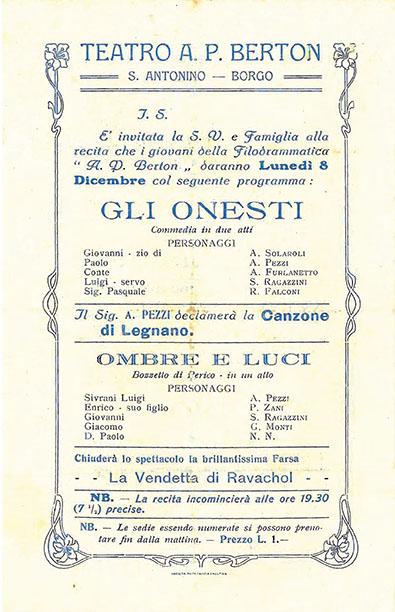 TEATRO A. P. BERTON
S. ANTONINO — BORGO
I. S.
E' invitata la S. V. e Famiglia alla
recita che i giovani della Filodrammatica
“ A. P. Berton „ daranno Lunedì 8
Dicembre col seguente programma :
GLI ONESTI
Commedia in due atti
PERSONAGGI
Giovanni - zio di A. SOLAROLI
Paolo A. PEZZI
Conte A. FURLANETTO
Luigi - servo S. RAGAZZINI
Sig. Pasquale R. FALCONI
Il Sig. A. PEZZI declamerà la Canzone
di Legnano.
OMBRE E LUCI
Bozzetto di Perico - in un atto
PERSONAGGI
Sivrani Luigi A. PEZZI
Enrico - suo figlio P. ZANI
Giovanni S. RAGAZZINI
Giacomo G. MONTI
D. Paolo N. N.
Chiuderà lo spettacolo la brillantissima Farsa
- - La Vendetta di Ravachol - -
NB. — La recita incomincierà alle ore 19.30
(7 ½) precise.
NB. — Le sedie essendo numerate si possono preno-
tare fin dalla mattina. — Prezzo L. 1.—